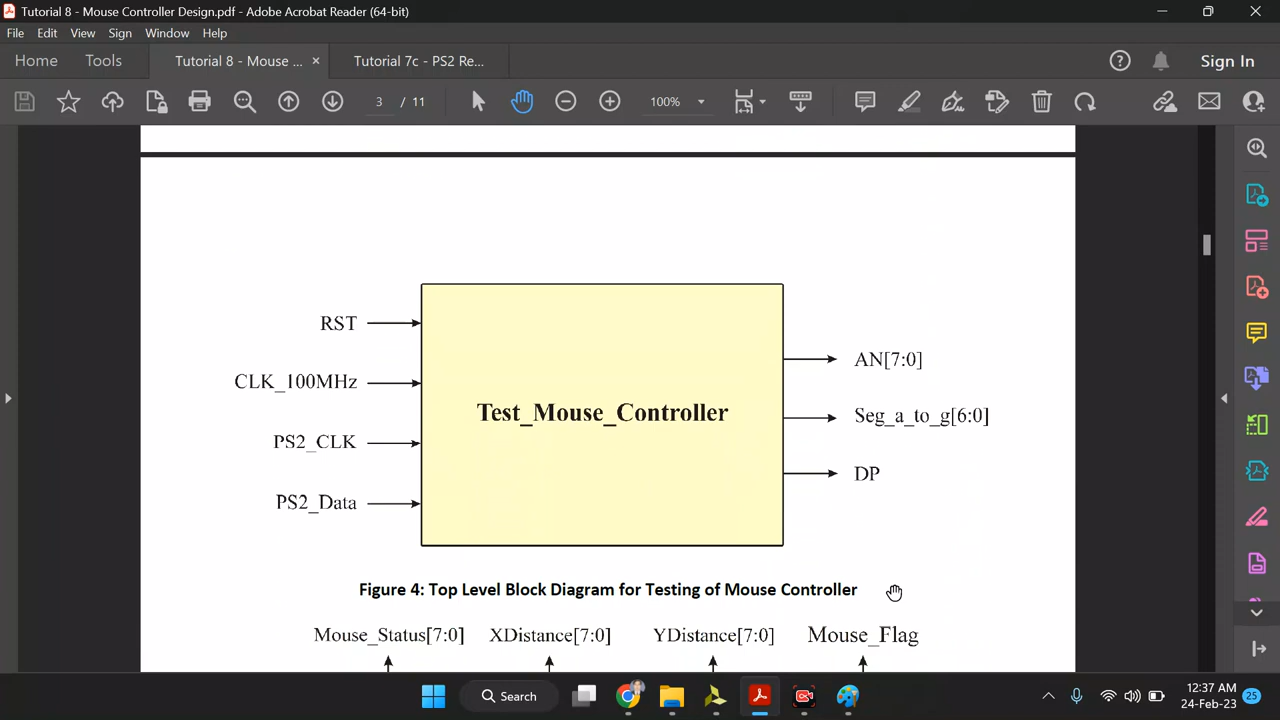 Tutorial 8 - Mouse Controller Design.pdf - Adobe Acrobat Reader (64-bit)
File Edit View Sign Window Help
Home Tools Tutorial 8 - Mouse ... × Tutorial 7c - PS2 Re... Sign In
3 / 11 100%
RST
CLK_100MHz
PS2_CLK
PS2_Data
Test_Mouse_Controller
AN[7:0]
Seg_a_to_g[6:0]
DP
Figure 4: Top Level Block Diagram for Testing of Mouse Controller
Mouse_Status[7:0] XDistance[7:0] YDistance[7:0] Mouse_Flag
Search
12:37 AM
24-Feb-23
25